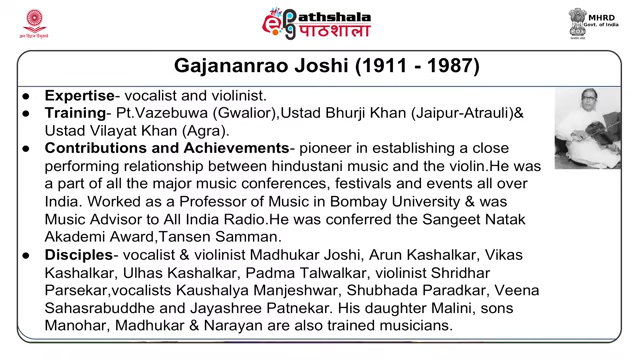 ePathshala
पाठशाला
MHRD
Govt. of India
Gajananrao Joshi (1911 - 1987)
● Expertise- vocalist and violinist.
● Training- Pt.Vazebuwa (Gwalior),Ustad Bhurji Khan (Jaipur-Atrauli)&
Ustad Vilayat Khan (Agra).
● Contributions and Achievements- pioneer in establishing a close
performing relationship between hindustani music and the violin.He was
a part of all the major music conferences, festivals and events all over
India. Worked as a Professor of Music in Bombay University & was
Music Advisor to All India Radio.He was conferred the Sangeet Natak
Akademi Award,Tansen Samman.
● Disciples- vocalist & violinist Madhukar Joshi, Arun Kashalkar, Vikas
Kashalkar, Ulhas Kashalkar, Padma Talwalkar, violinist Shridhar
Parsekar,vocalists Kaushalya Manjeshwar, Shubhada Paradkar, Veena
Sahasrabuddhe and Jayashree Patnekar. His daughter Malini, sons
Manohar, Madhukar & Narayan are also trained musicians.